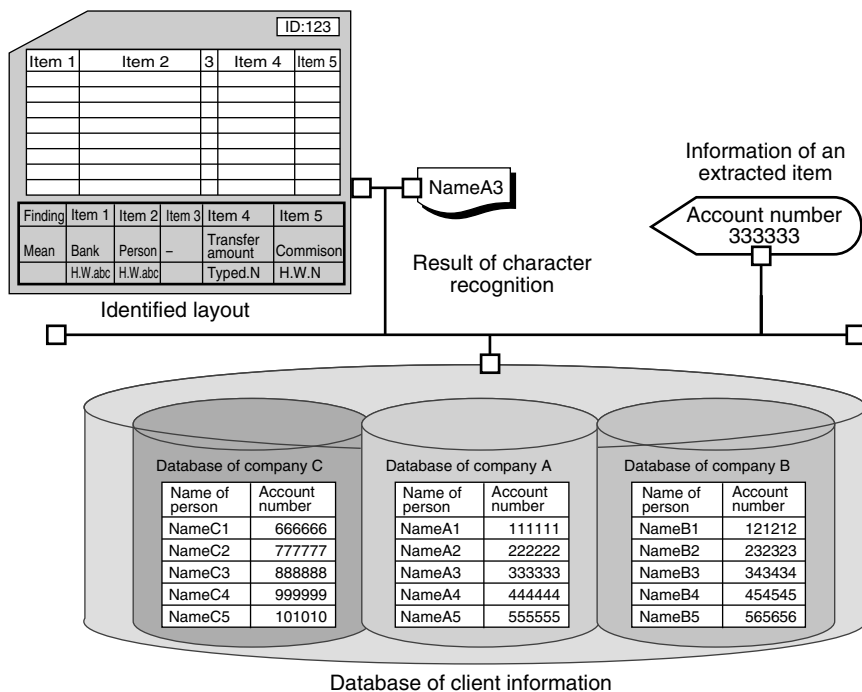 ID:123
Item 1 Item 2 3 Item 4 Item 5
Finding Item 1 Item 2 Item 3 Item 4 Item 5
Mean Bank Person – Transfer amount Commison
H.W.abc H.W.abc Typed.N H.W.N
Identified layout
NameA3
Result of character
recognition
Information of an
extracted item
Account number
333333
Database of company C
Name of person Account number
NameC1 666666
NameC2 777777
NameC3 888888
NameC4 999999
NameC5 101010
Database of company A
Name of person Account number
NameA1 111111
NameA2 222222
NameA3 333333
NameA4 444444
NameA5 555555
Database of company B
Name of person Account number
NameB1 121212
NameB2 232323
NameB3 343434
NameB4 454545
NameB5 565656
Database of client information